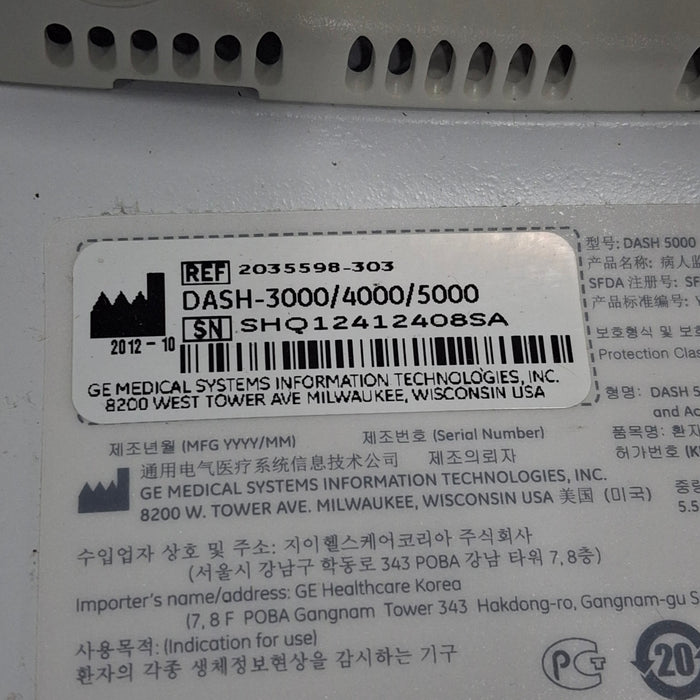 REF 2035598-303
DASH-3000/4000/5000
SN SHQ12412408SA
2012-10
GE MEDICAL SYSTEMS INFORMATION TECHNOLOGIES, INC.
8200 WEST TOWER AVE MILWAUKEE, WISCONSIN USA
型号: DASH 5000
产品名称: 病人监
SFDA 注册号: SF
产品标准编号:
보호형식 및 보호
Protection Clas
형명: DASH 5
and Ac
품목명: 환자
허가번호 (K
중량
5.5
제조년월 (MFG YYYY/MM) 제조번호 (Serial Number)
通用电气医疗系统信息技术公司 제조의뢰자
GE MEDICAL SYSTEMS INFORMATION TECHNOLOGIES, INC.
8200 W. TOWER AVE. MILWAUKEE, WISCONSIN USA 美国 (미국)
수입업자 상호 및 주소: 지이헬스케어코리아 주식회사
(서울시 강남구 학동로 343 POBA 강남 타워 7,8층)
Importer's name/address: GE Healthcare Korea
(7, 8 F POBA Gangnam Tower 343 Hakdong-ro, Gangnam-gu S
사용목적: (Indication for use)
환자의 각종 생체정보현상을 감시하는 기구
20